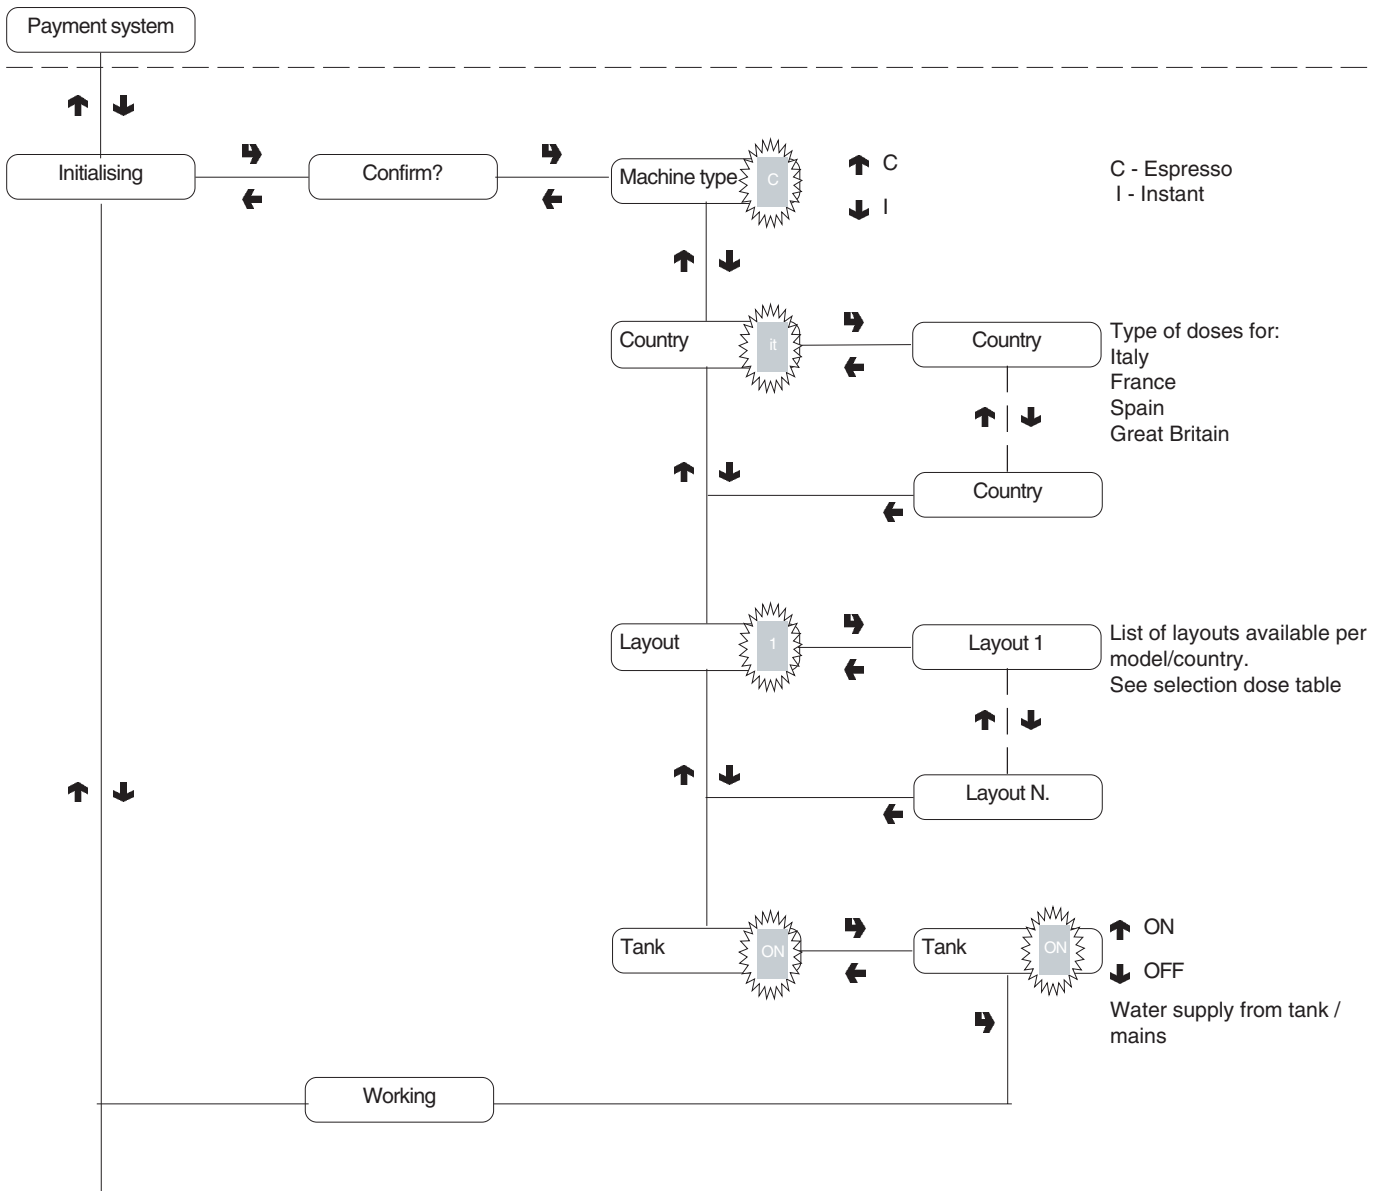 Payment system
Initialising
Confirm?
Machine type C
C
I
C - Espresso
I - Instant
Country it
Country
Type of doses for:
Italy
France
Spain
Great Britain
Country
Layout 1
Layout 1
List of layouts available per
model/country.
See selection dose table
Layout N.
Tank ON
Tank ON
ON
OFF
Water supply from tank /
mains
Working